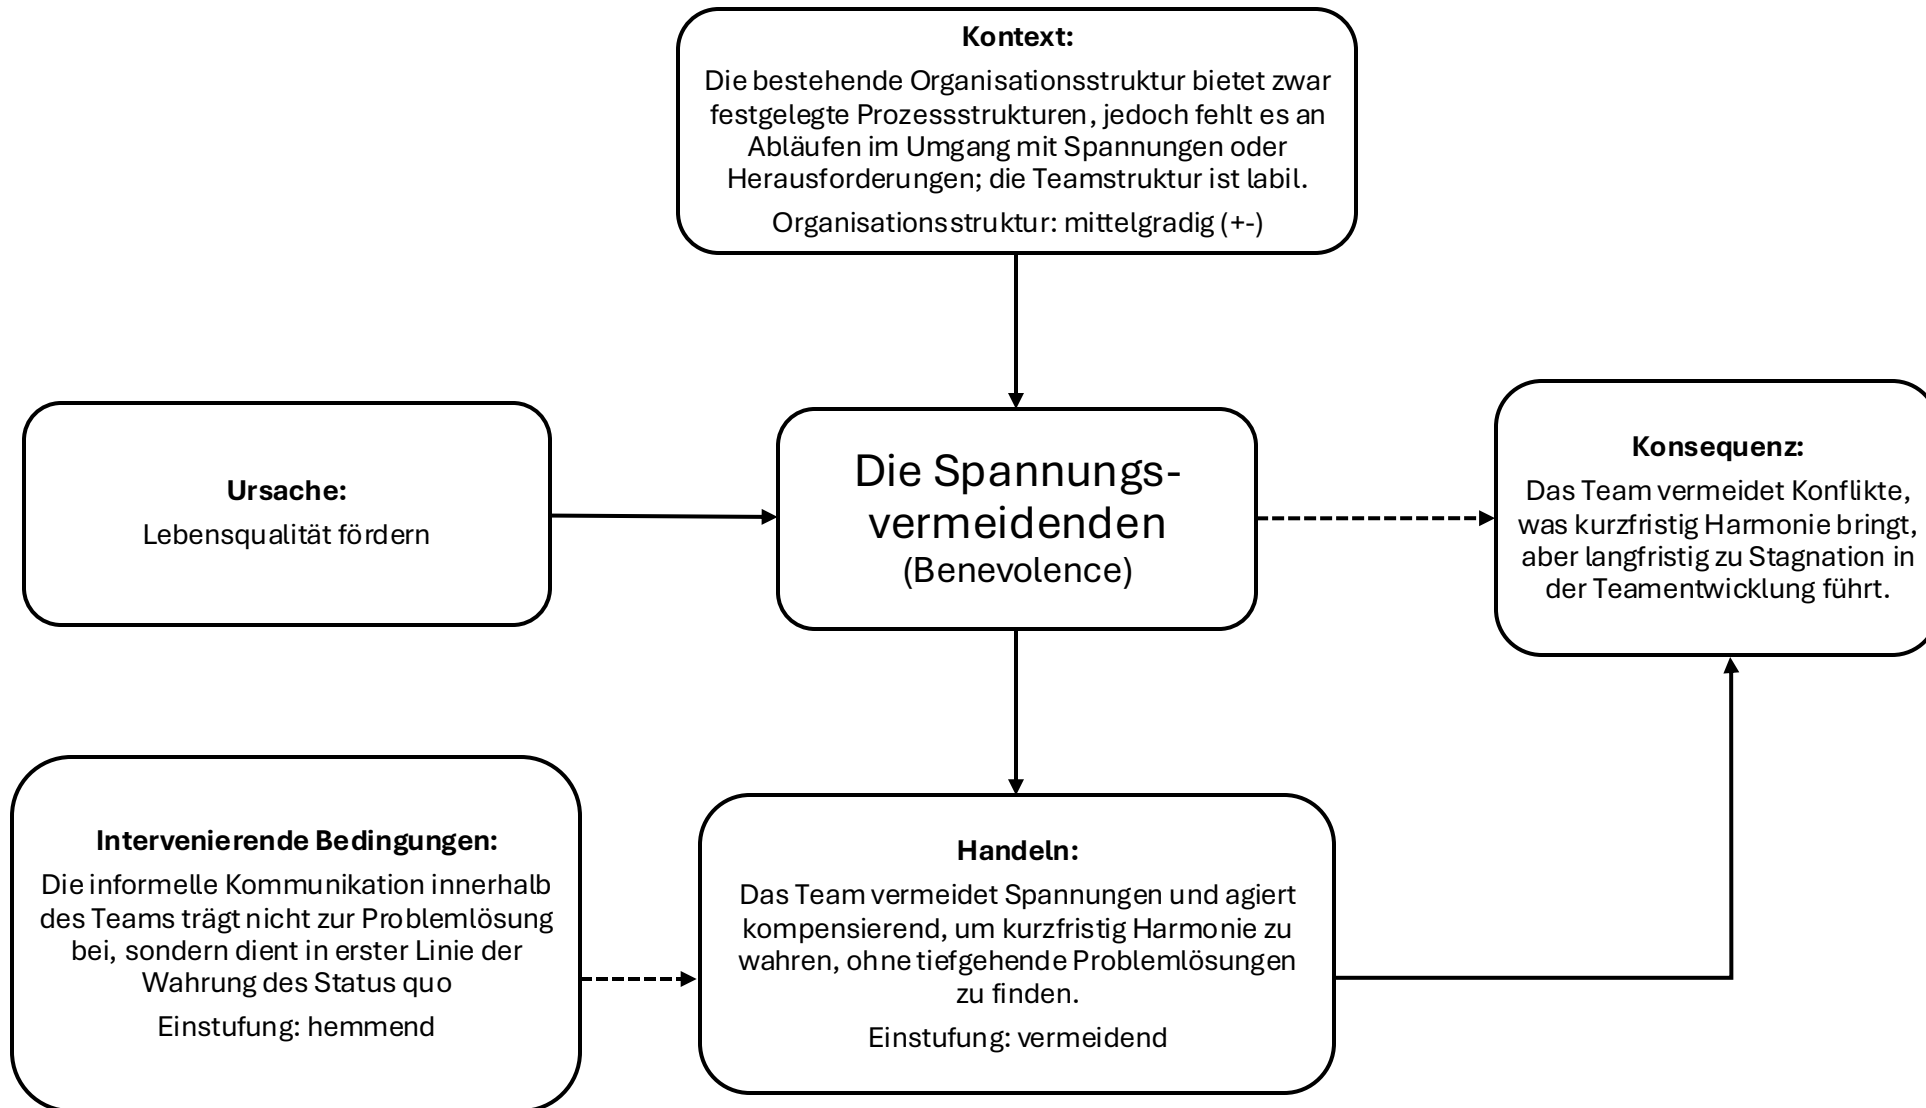 Kontext:
Die bestehende Organisationsstruktur bietet zwar
festgelegte Prozessstrukturen, jedoch fehlt es an
Abläufen im Umgang mit Spannungen oder
Herausforderungen; die Teamstruktur ist labil.
Organisationsstruktur: mittelgradig (+-)
Ursache:
Lebensqualität fördern
Die Spannungs-
vermeidenden
(Benevolence)
Konsequenz:
Das Team vermeidet Konflikte,
was kurzfristig Harmonie bringt,
aber langfristig zu Stagnation in
der Teamentwicklung führt.
Intervenierende Bedingungen:
Die informelle Kommunikation innerhalb
des Teams trägt nicht zur Problemlösung
bei, sondern dient in erster Linie der
Wahrung des Status quo
Einstufung: hemmend
Handeln:
Das Team vermeidet Spannungen und agiert
kompensierend, um kurzfristig Harmonie zu
wahren, ohne tiefgehende Problemlösungen
zu finden.
Einstufung: vermeidend